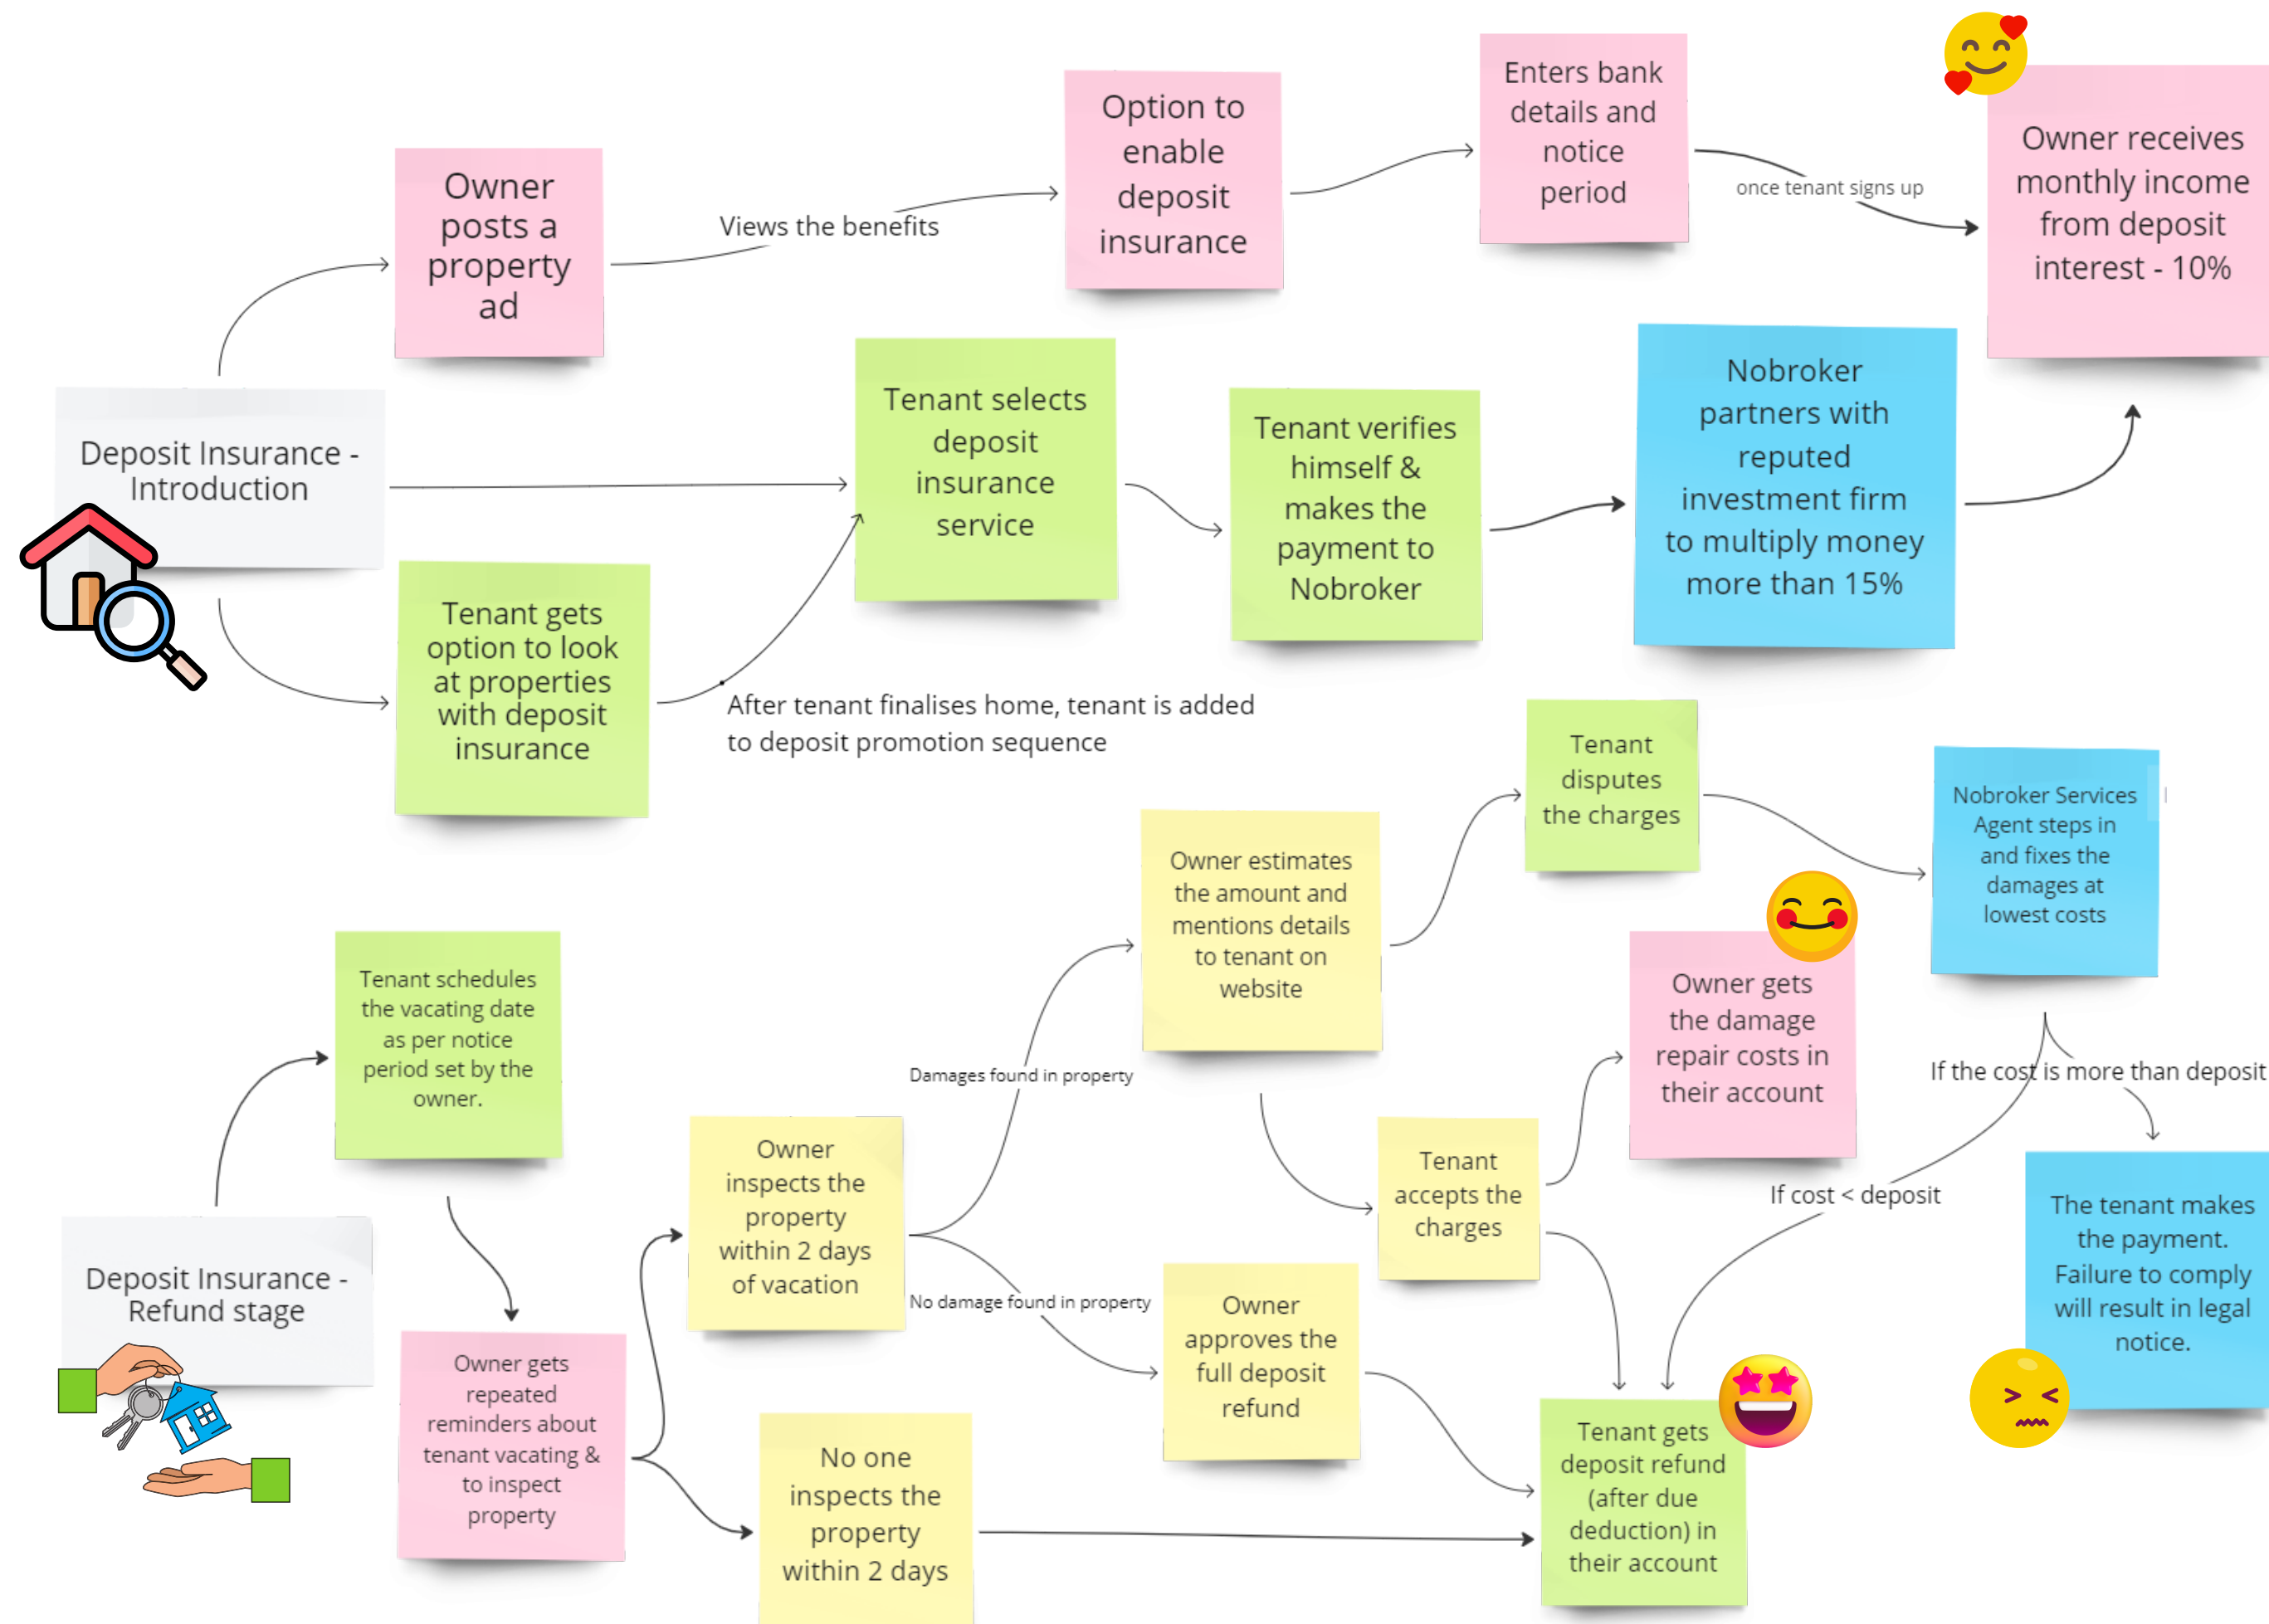 Owner
posts a
property
ad
Views the benefits
Option to
enable
deposit
insurance
Enters bank
details and
notice
period
once tenant signs up
Owner receives
monthly income
from deposit
interest - 10%
Deposit Insurance -
Introduction
Tenant selects
deposit
insurance
service
Tenant verifies
himself &
makes the
payment to
Nobroker
Nobroker
partners with
reputed
investment firm
to multiply money
more than 15%
Tenant gets
option to look
at properties
with deposit
insurance
After tenant finalises home, tenant is added
to deposit promotion sequence
Tenant
disputes
the charges
Nobroker Services
Agent steps in
and fixes the
damages at
lowest costs
Owner estimates
the amount and
mentions details
to tenant on
website
Owner gets
the damage
repair costs in
their account
If the cost is more than deposit
Tenant schedules
the vacating date
as per notice
period set by the
owner.
Damages found in property
Owner
inspects the
property
within 2 days
of vacation
Tenant
accepts the
charges
If cost < deposit
The tenant makes
the payment.
Failure to comply
will result in legal
notice.
Deposit Insurance -
Refund stage
No damage found in property
Owner
approves the
full deposit
refund
Owner gets
repeated
reminders about
tenant vacating &
to inspect
property
No one
inspects the
property
within 2 days
Tenant gets
deposit refund
(after due
deduction) in
their account